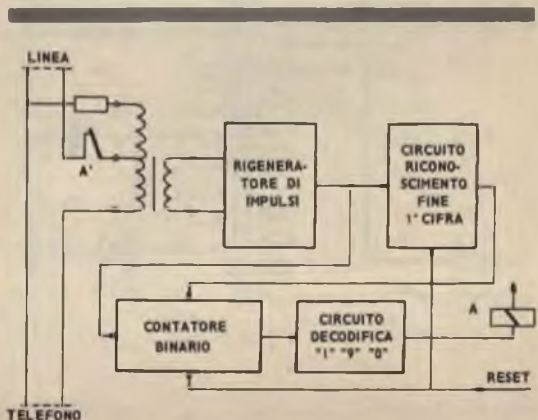 LINEA
A'
RIGENERA-
TORE DI
IMPULSI
CIRCUITO
RICONO-
SCIMENTO
FINE
1ª CIFRA
CONTATORE
BINARIO
CIRCUITO
DECODIFICA
"1" "9" "0"
A
RESET
TELEFONO